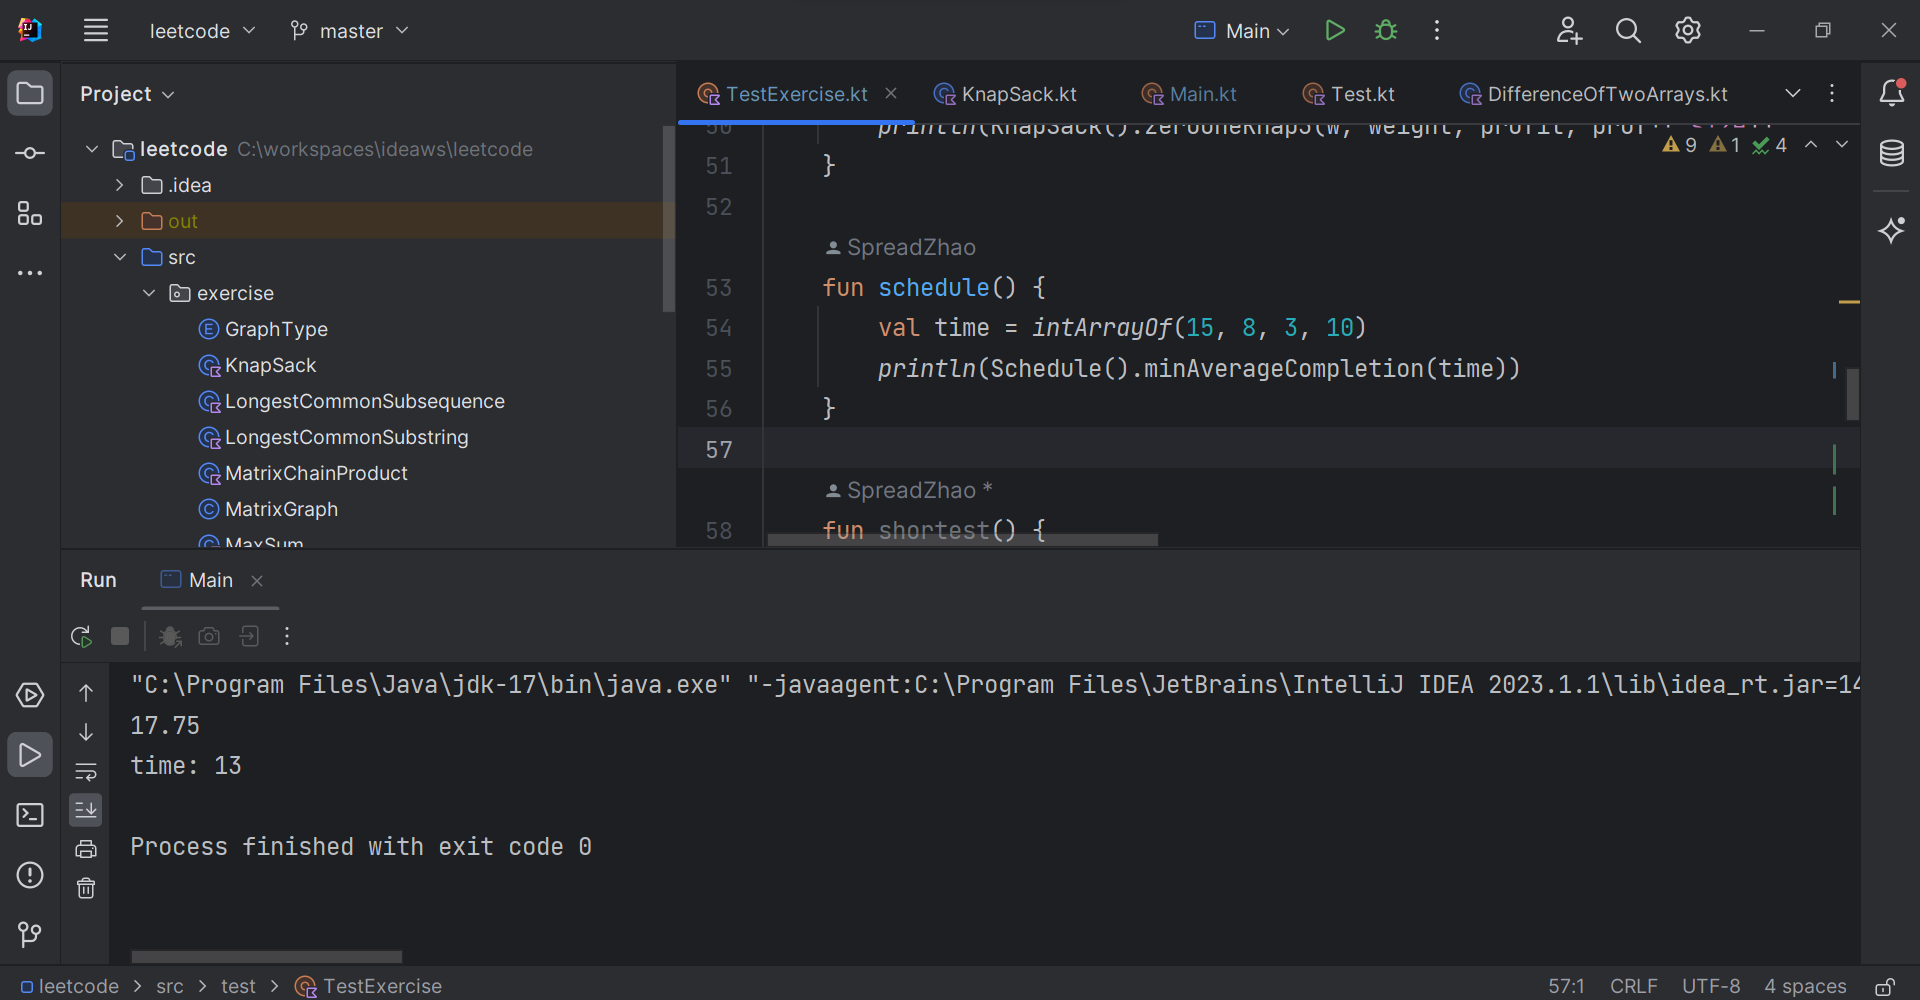 leetcode
master
Main
Project
TestExercise.kt
KnapSack.kt
Main.kt
Test.kt
DifferenceOfTwoArrays.kt
leetcode C:\workspaces\ideaws\leetcode
.idea
out
src
exercise
GraphType
KnapSack
LongestCommonSubsequence
LongestCommonSubstring
MatrixChainProduct
MatrixGraph
MaxSum
50 println(KnapSack().zeroOneKnapS(w, weight, profit,
9 1 4
51 }
52
SpreadZhao
53 fun schedule() {
54 val time = intArrayOf(15, 8, 3, 10)
55 println(Schedule().minAverageCompletion(time))
56 }
57
SpreadZhao *
58 fun shortest() {
Run Main
"C:\Program Files\Java\jdk-17\bin\java.exe" "-javaagent:C:\Program Files\JetBrains\IntelliJ IDEA 2023.1.1\lib\idea_rt.jar=14
17.75
time: 13
Process finished with exit code 0
leetcode > src > test > TestExercise
57:1 CRLF UTF-8 4 spaces